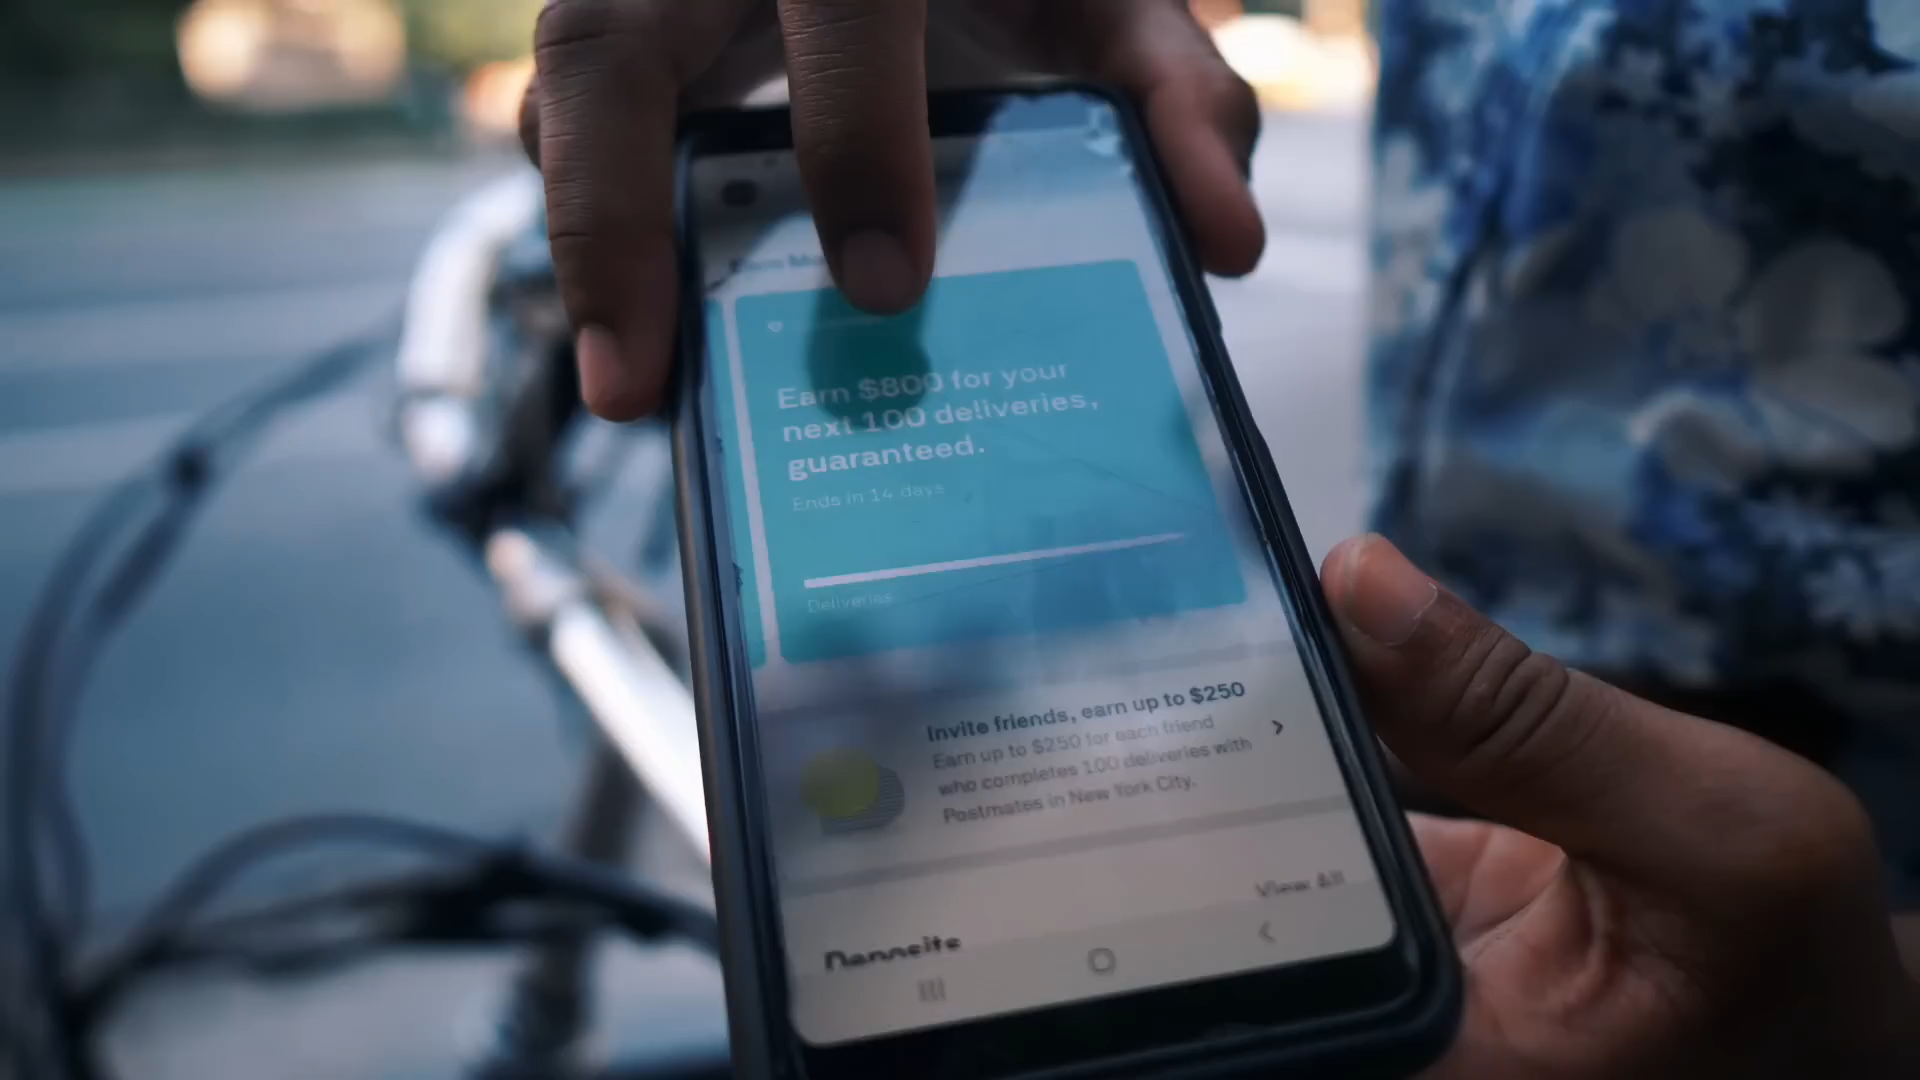 Earn $800 for your
next 100 deliveries,
guaranteed.
Ends in 14 days
Deliveries
Invite friends, earn up to $250
Earn up to $250 for each friend
who completes 100 deliveries with
Postmates in New York City.
View All
Deposits